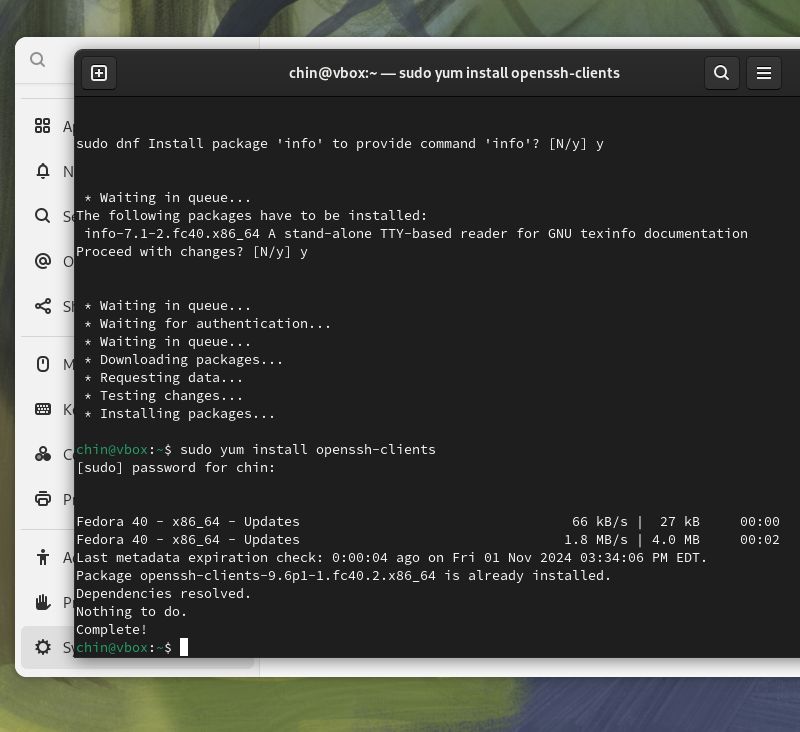 chin@vbox:~ — sudo yum install openssh-clients
sudo dnf Install package 'info' to provide command 'info'? [N/y] y
* Waiting in queue...
The following packages have to be installed:
info-7.1-2.fc40.x86_64 A stand-alone TTY-based reader for GNU texinfo documentation
Proceed with changes? [N/y] y
* Waiting in queue...
* Waiting for authentication...
* Waiting in queue...
* Downloading packages...
* Requesting data...
* Testing changes...
* Installing packages...
chin@vbox:~$ sudo yum install openssh-clients
[sudo] password for chin:
Fedora 40 - x86_64 - Updates 66 kB/s | 27 kB 00:00
Fedora 40 - x86_64 - Updates 1.8 MB/s | 4.0 MB 00:02
Last metadata expiration check: 0:00:04 ago on Fri 01 Nov 2024 03:34:06 PM EDT.
Package openssh-clients-9.6p1-1.fc40.2.x86_64 is already installed.
Dependencies resolved.
Nothing to do.
Complete!
chin@vbox:~$